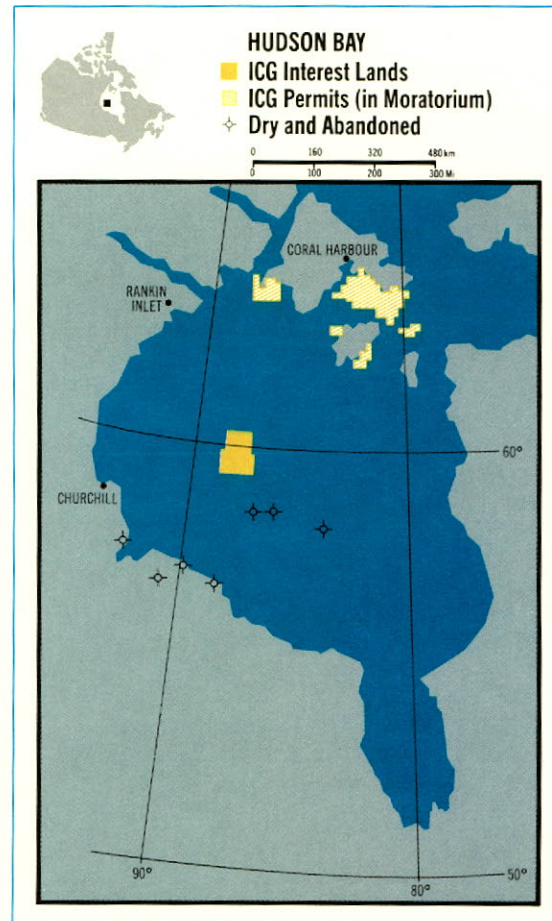 HUDSON BAY
ICG Interest Lands
ICG Permits (in Moratorium)
Dry and Abandoned
0 160 320 480 km
0 100 200 300 Mi
CORAL HARBOUR
RANKIN
INLET
60°
CHURCHILL
90°
80°
50°